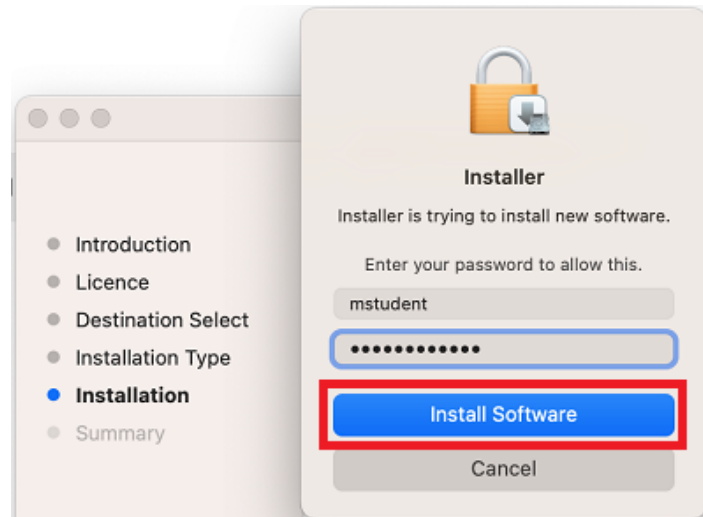 Introduction
Licence
Destination Select
Installation Type
Installation
Summary
Installer
Installer is trying to install new software.
Enter your password to allow this.
mstudent
••••••••••••
Install Software
Cancel